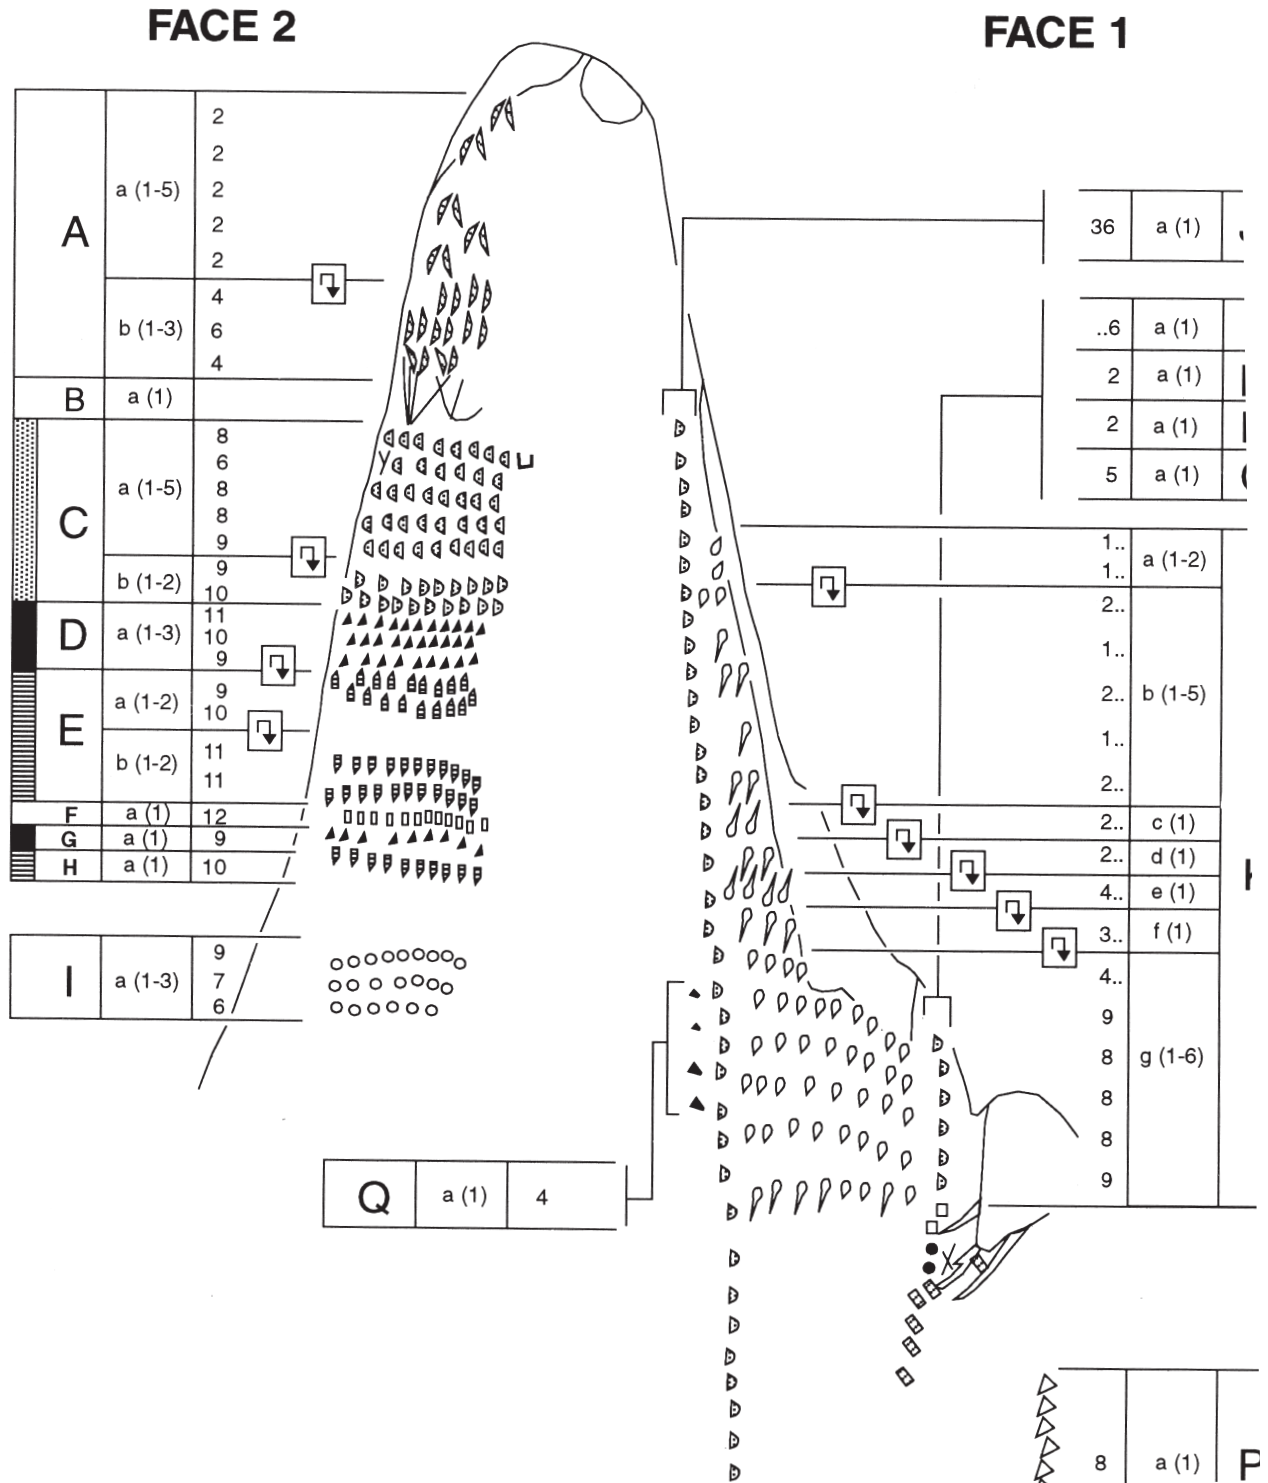 FACE 2
FACE 1
A
a (1-5)
2
2
2
2
2
b (1-3)
4
6
4
B
a (1)
C
a (1-5)
8
6
8
8
9
b (1-2)
9
10
D
a (1-3)
11
10
9
E
a (1-2)
9
10
b (1-2)
11
11
F
a (1)
12
G
a (1)
9
H
a (1)
10
I
a (1-3)
9
7
6
Q
a (1)
4
36
a (1)
..6
a (1)
2
a (1)
2
a (1)
5
a (1)
1..
1..
a (1-2)
2..
1..
2..
1..
2..
b (1-5)
2..
c (1)
2..
d (1)
4..
e (1)
3..
f (1)
4..
9
8
8
8
9
g (1-6)
8
a (1)
P